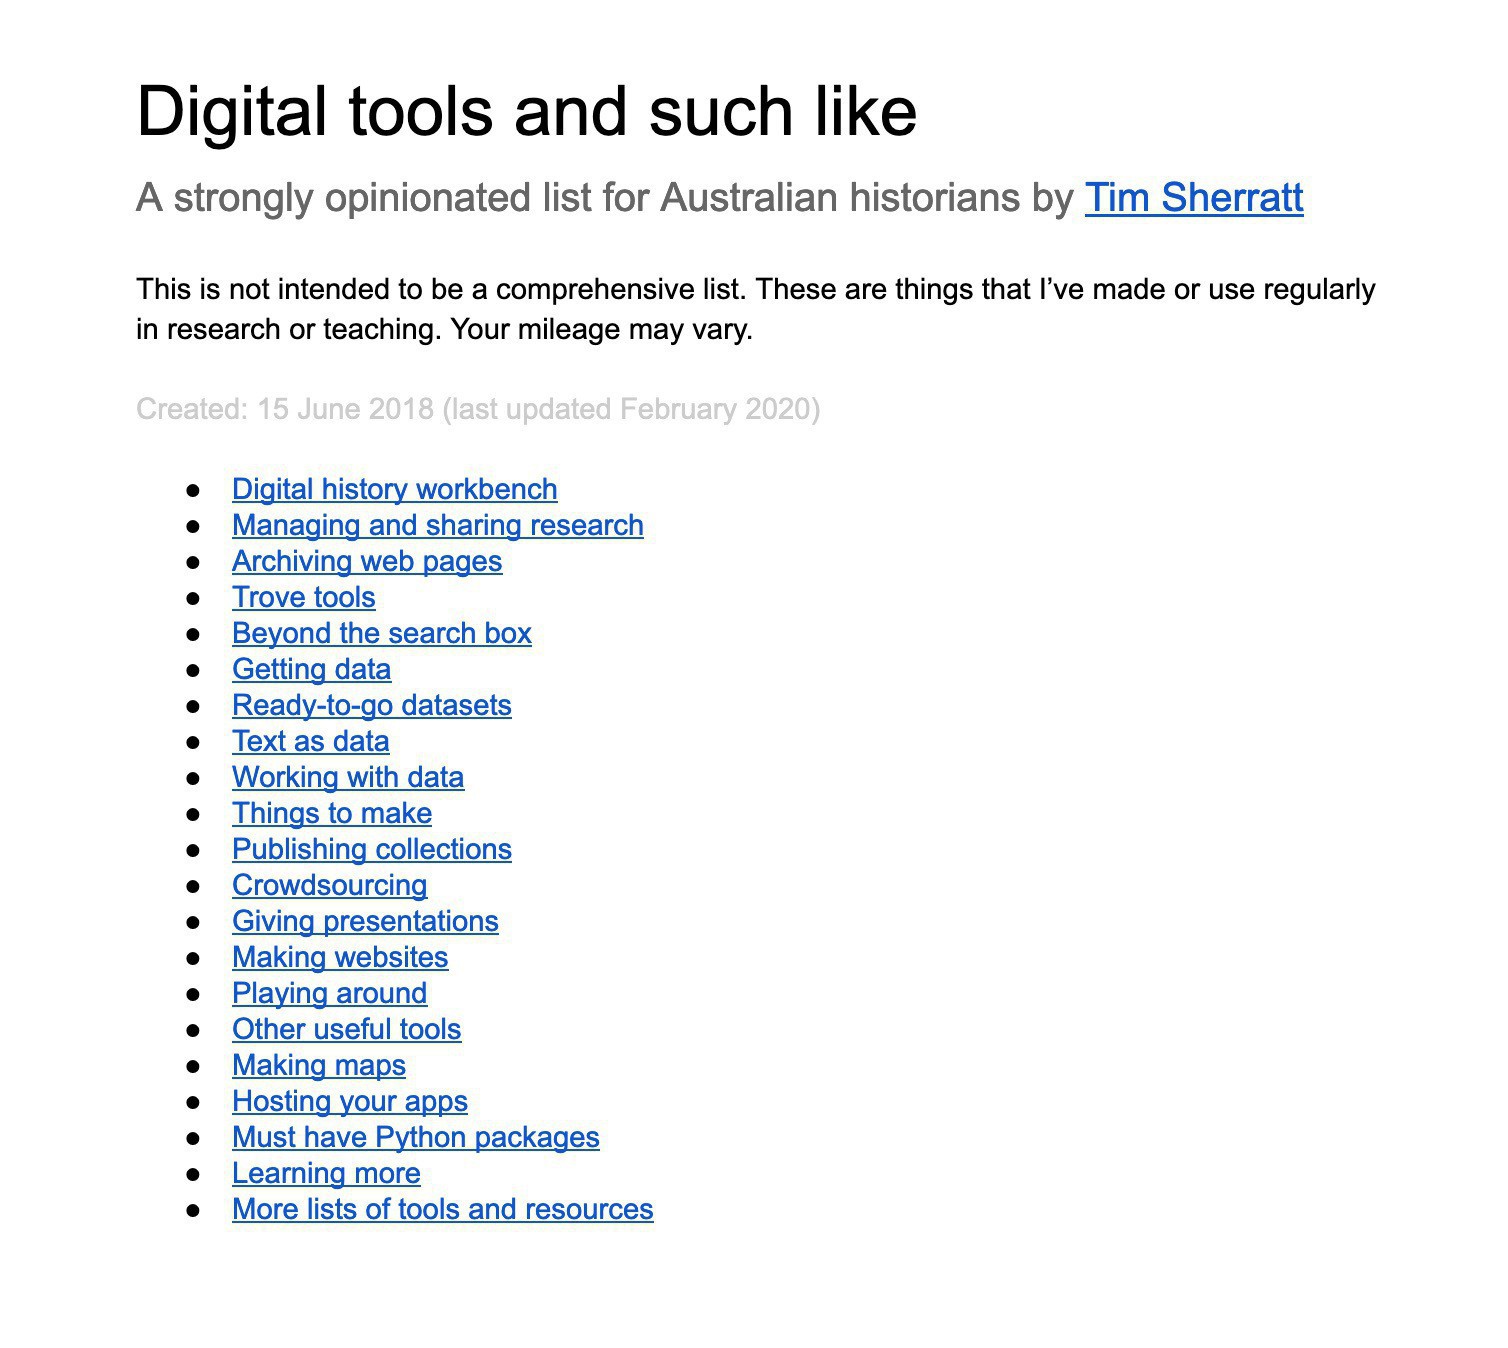 Digital tools and such like
A strongly opinionated list for Australian historians by Tim Sherratt
This is not intended to be a comprehensive list. These are things that I’ve made or use regularly
in research or teaching. Your mileage may vary.
Created: 15 June 2018 (last updated February 2020)
● Digital history workbench
● Managing and sharing research
● Archiving web pages
● Trove tools
● Beyond the search box
● Getting data
● Ready-to-go datasets
● Text as data
● Working with data
● Things to make
● Publishing collections
● Crowdsourcing
● Giving presentations
● Making websites
● Playing around
● Other useful tools
● Making maps
● Hosting your apps
● Must have Python packages
● Learning more
● More lists of tools and resources